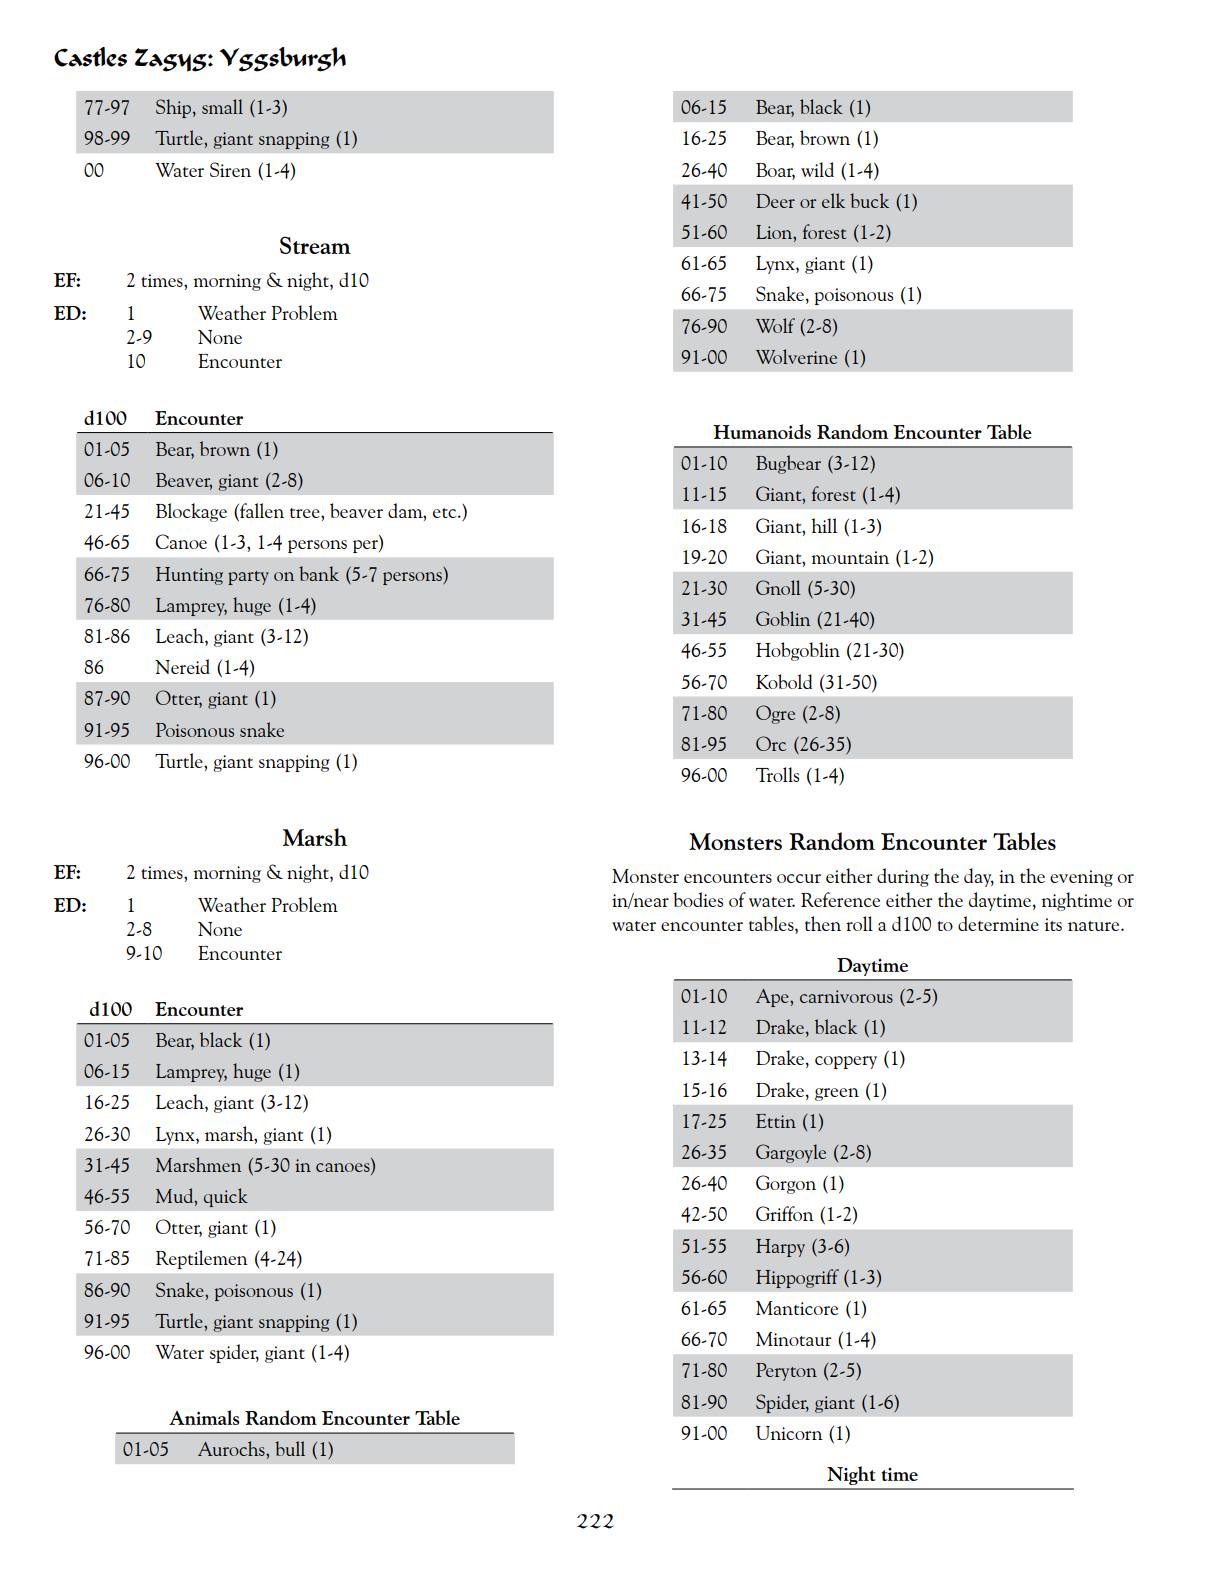 Castles Zagyg: Yggsburgh
77-97 Ship, small (1-3)
98-99 Turtle, giant snapping (1)
00 Water Siren (1-4)
Stream
EF: 2 times, morning & night, d10
ED: 1 Weather Problem
2-9 None
10 Encounter
d100 Encounter
01-05 Bear, brown (1)
06-10 Beaver, giant (2-8)
21-45 Blockage (fallen tree, beaver dam, etc.)
46-65 Canoe (1-3, 1-4 persons per)
66-75 Hunting party on bank (5-7 persons)
76-80 Lamprey, huge (1-4)
81-86 Leach, giant (3-12)
86 Nereid (1-4)
87-90 Otter, giant (1)
91-95 Poisonous snake
96-00 Turtle, giant snapping (1)
Marsh
EF: 2 times, morning & night, d10
ED: 1 Weather Problem
2-8 None
9-10 Encounter
d100 Encounter
01-05 Bear, black (1)
06-15 Lamprey, huge (1)
16-25 Leach, giant (3-12)
26-30 Lynx, marsh, giant (1)
31-45 Marshmen (5-30 in canoes)
46-55 Mud, quick
56-70 Otter, giant (1)
71-85 Reptilemen (4-24)
86-90 Snake, poisonous (1)
91-95 Turtle, giant snapping (1)
96-00 Water spider, giant (1-4)
Animals Random Encounter Table
01-05 Aurochs, bull (1)
06-15 Bear, black (1)
16-25 Bear, brown (1)
26-40 Boar, wild (1-4)
41-50 Deer or elk buck (1)
51-60 Lion, forest (1-2)
61-65 Lynx, giant (1)
66-75 Snake, poisonous (1)
76-90 Wolf (2-8)
91-00 Wolverine (1)
Humanoids Random Encounter Table
01-10 Bugbear (3-12)
11-15 Giant, forest (1-4)
16-18 Giant, hill (1-3)
19-20 Giant, mountain (1-2)
21-30 Gnoll (5-30)
31-45 Goblin (21-40)
46-55 Hobgoblin (21-30)
56-70 Kobold (31-50)
71-80 Ogre (2-8)
81-95 Orc (26-35)
96-00 Trolls (1-4)
Monsters Random Encounter Tables
Monster encounters occur either during the day, in the evening or
in/near bodies of water. Reference either the daytime, nightime or
water encounter tables, then roll a d100 to determine its nature.
Daytime
01-10 Ape, carnivorous (2-5)
11-12 Drake, black (1)
13-14 Drake, coppery (1)
15-16 Drake, green (1)
17-25 Ettin (1)
26-35 Gargoyle (2-8)
26-40 Gorgon (1)
42-50 Griffon (1-2)
51-55 Harpy (3-6)
56-60 Hippogriff (1-3)
61-65 Manticore (1)
66-70 Minotaur (1-4)
71-80 Peryton (2-5)
81-90 Spider, giant (1-6)
91-00 Unicorn (1)
Night time
222